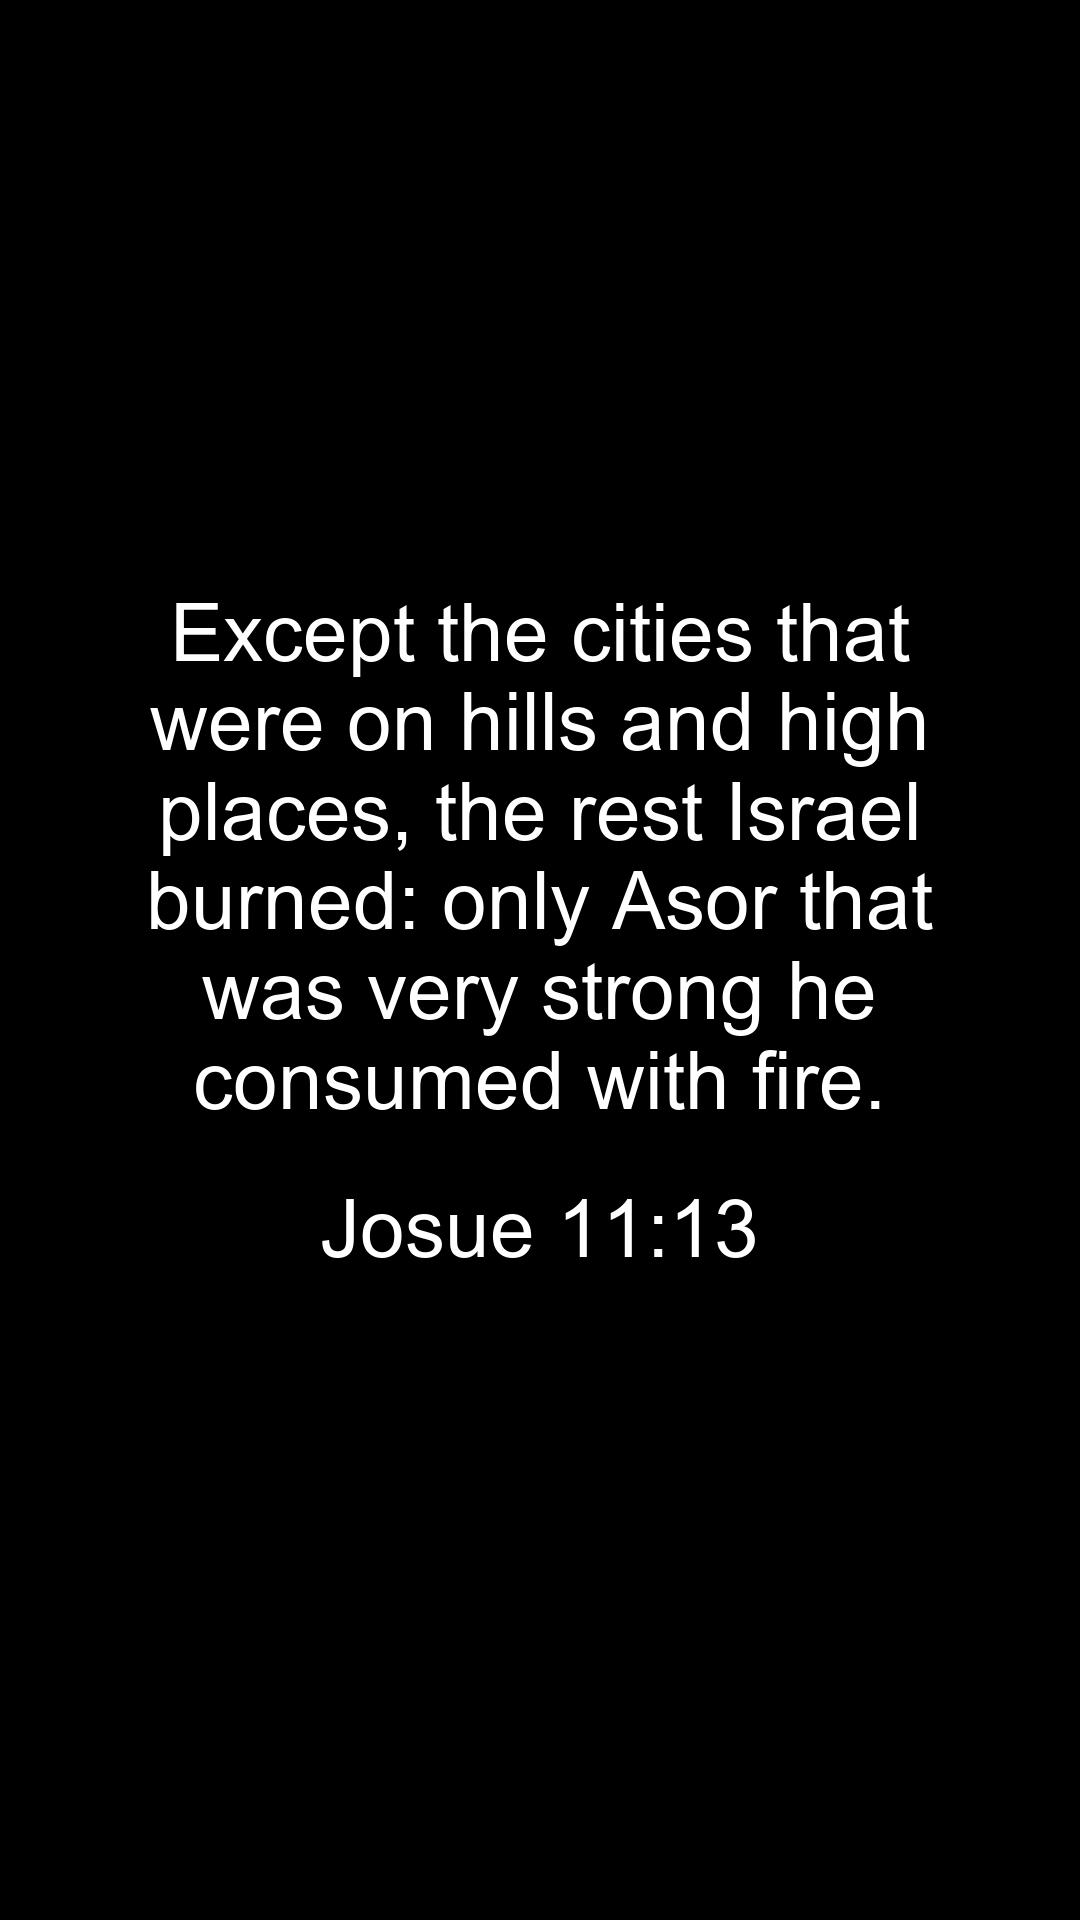 Except the cities that
were on hills and high
places, the rest Israel
burned: only Asor that
was very strong he
consumed with fire.
Josue 11:13